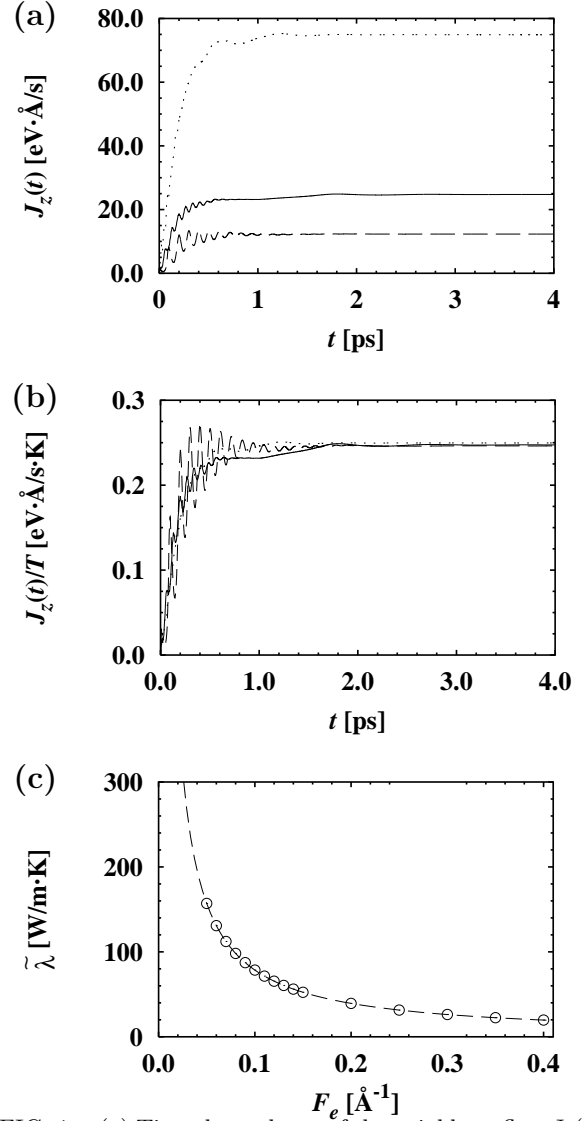 (a)
80.0
60.0
40.0
20.0
0.0
J_z(t) [eV·Å/s]
0 1 2 3 4
t [ps]
(b)
0.3
0.2
0.1
0.0
J_z(t)/T [eV·Å/s·K]
0.0 1.0 2.0 3.0 4.0
t [ps]
(c)
300
200
100
0
λ̃ [W/m·K]
0.0 0.1 0.2 0.3 0.4
F_e [Å⁻¹]